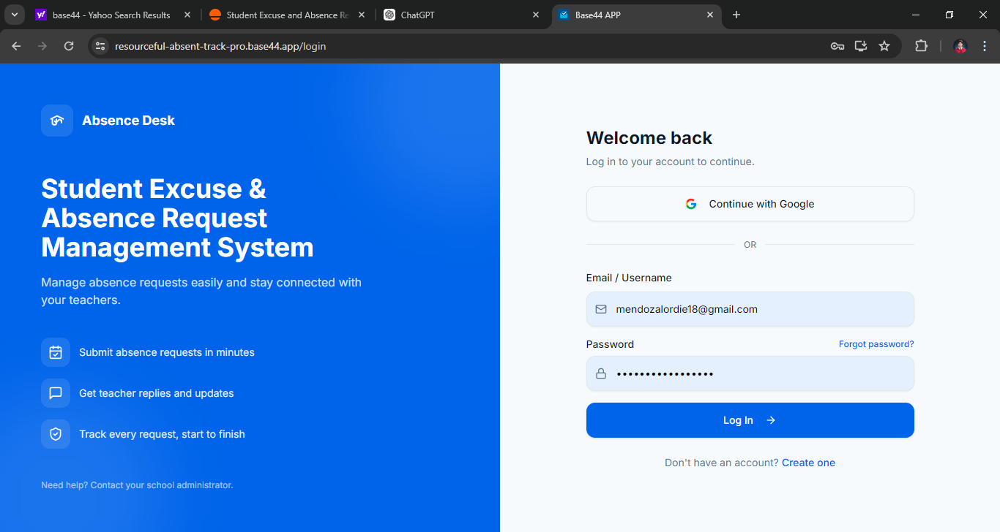 base44 - Yahoo Search Results
Student Excuse and Absence Re
ChatGPT
Base44 APP
resourceful-absent-track-pro.base44.app/login
Absence Desk
Student Excuse &
Absence Request
Management System
Manage absence requests easily and stay connected with
your teachers.
Submit absence requests in minutes
Get teacher replies and updates
Track every request, start to finish
Need help? Contact your school administrator.
Welcome back
Log in to your account to continue.
Continue with Google
OR
Email / Username
mendozalordie18@gmail.com
Password
Forgot password?
•••••••••••••••••
Log In
Don't have an account? Create one